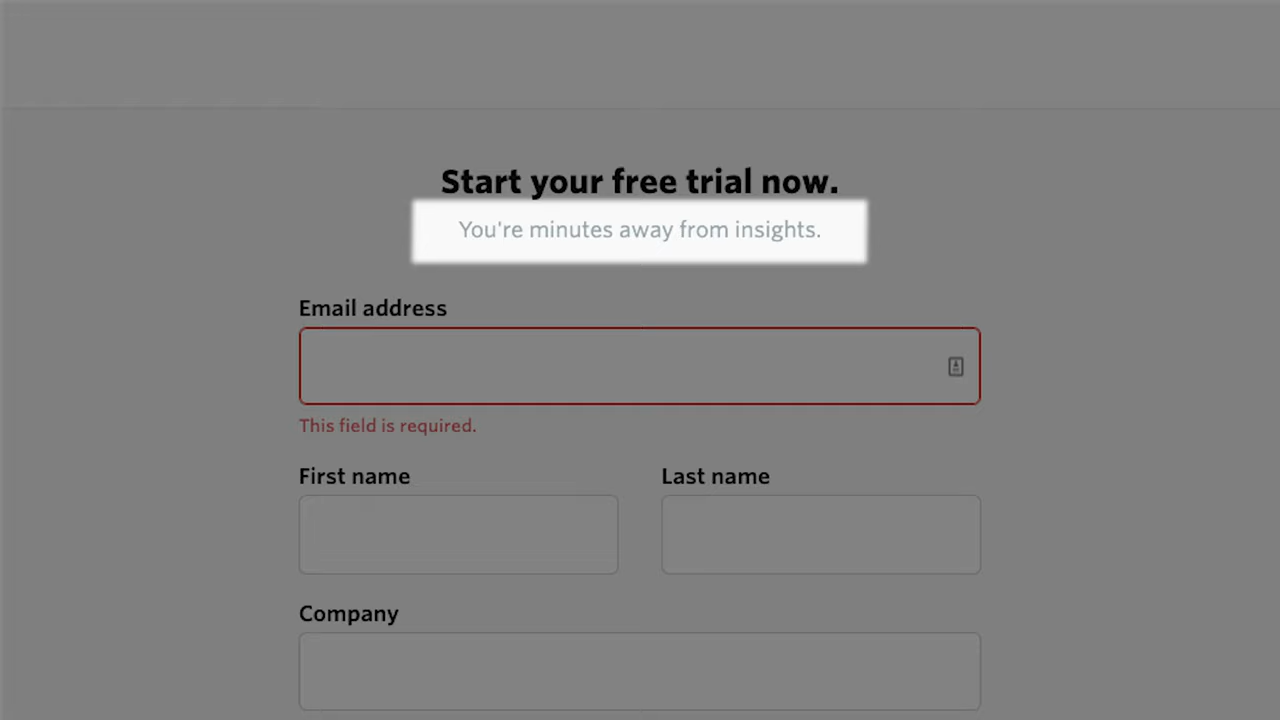 Start your free trial now.
You're minutes away from insights.
Email address
This field is required.
First name
Last name
Company